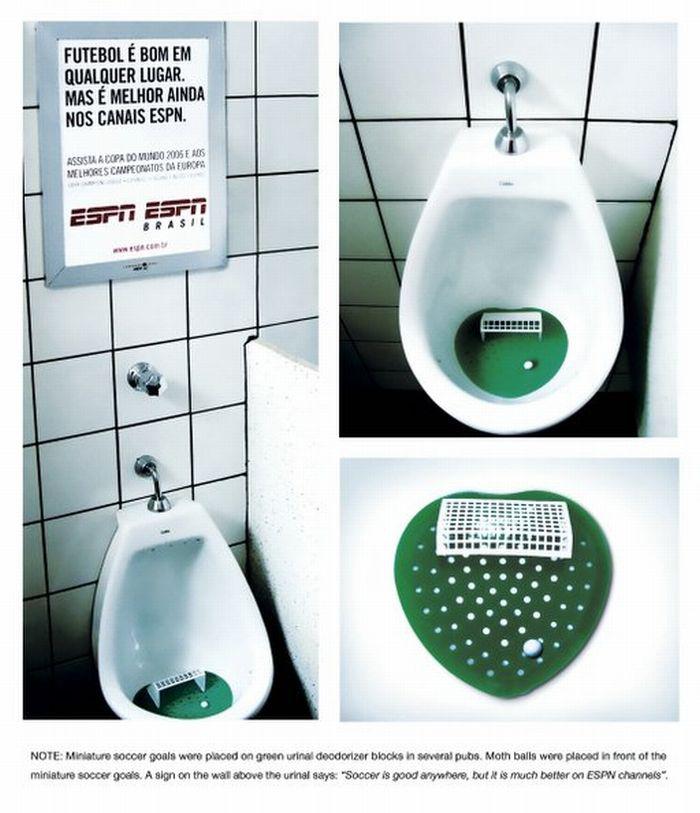 FUTEBOL É BOM EM
QUALQUER LUGAR.
MAS É MELHOR AINDA
NOS CANAIS ESPN.
ASSISTA A COPA DO MUNDO 2006 E AOS
MELHORES CAMPEONATOS DA EUROPA
ESPN ESPN
BRASIL
www.espn.com.br
NOTE: Miniature soccer goals were placed on green urinal deodorizer blocks in several pubs. Moth balls were placed in front of the
miniature soccer goals. A sign on the wall above the urinal says: “Soccer is good anywhere, but it is much better on ESPN channels”.